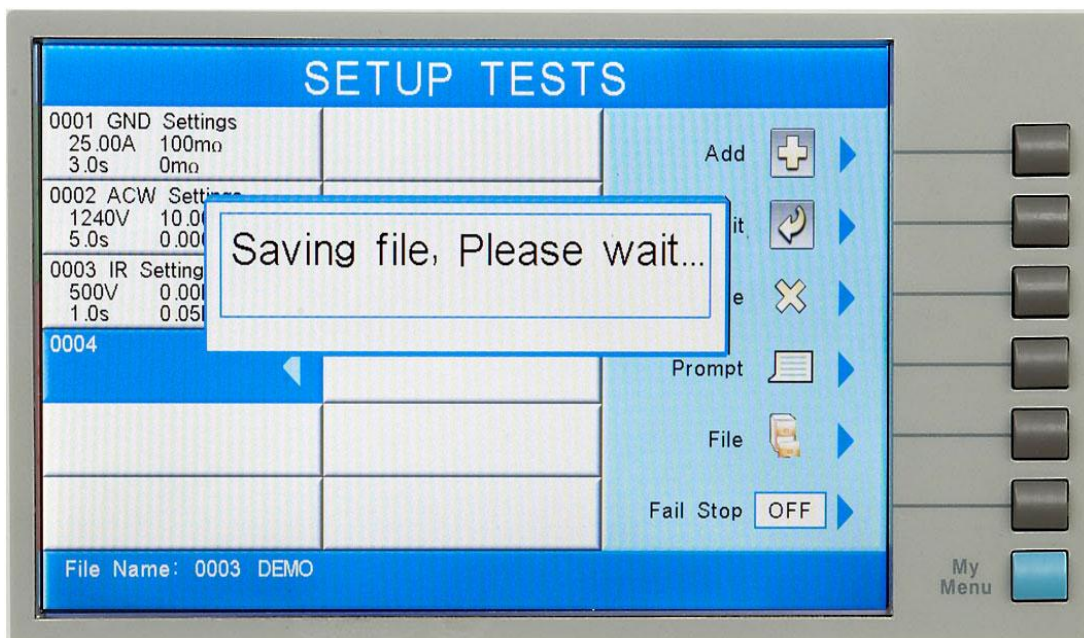 SETUP TESTS
0001 GND Settings
25.00A 100mΩ
3.0s 0mΩ
0002 ACW
1240V
5.0s
0003 IR
500V
1.0s
0004
Saving file, Please wait...
Add
Prompt
File
Fail Stop OFF
File Name: 0003 DEMO
My
Menu